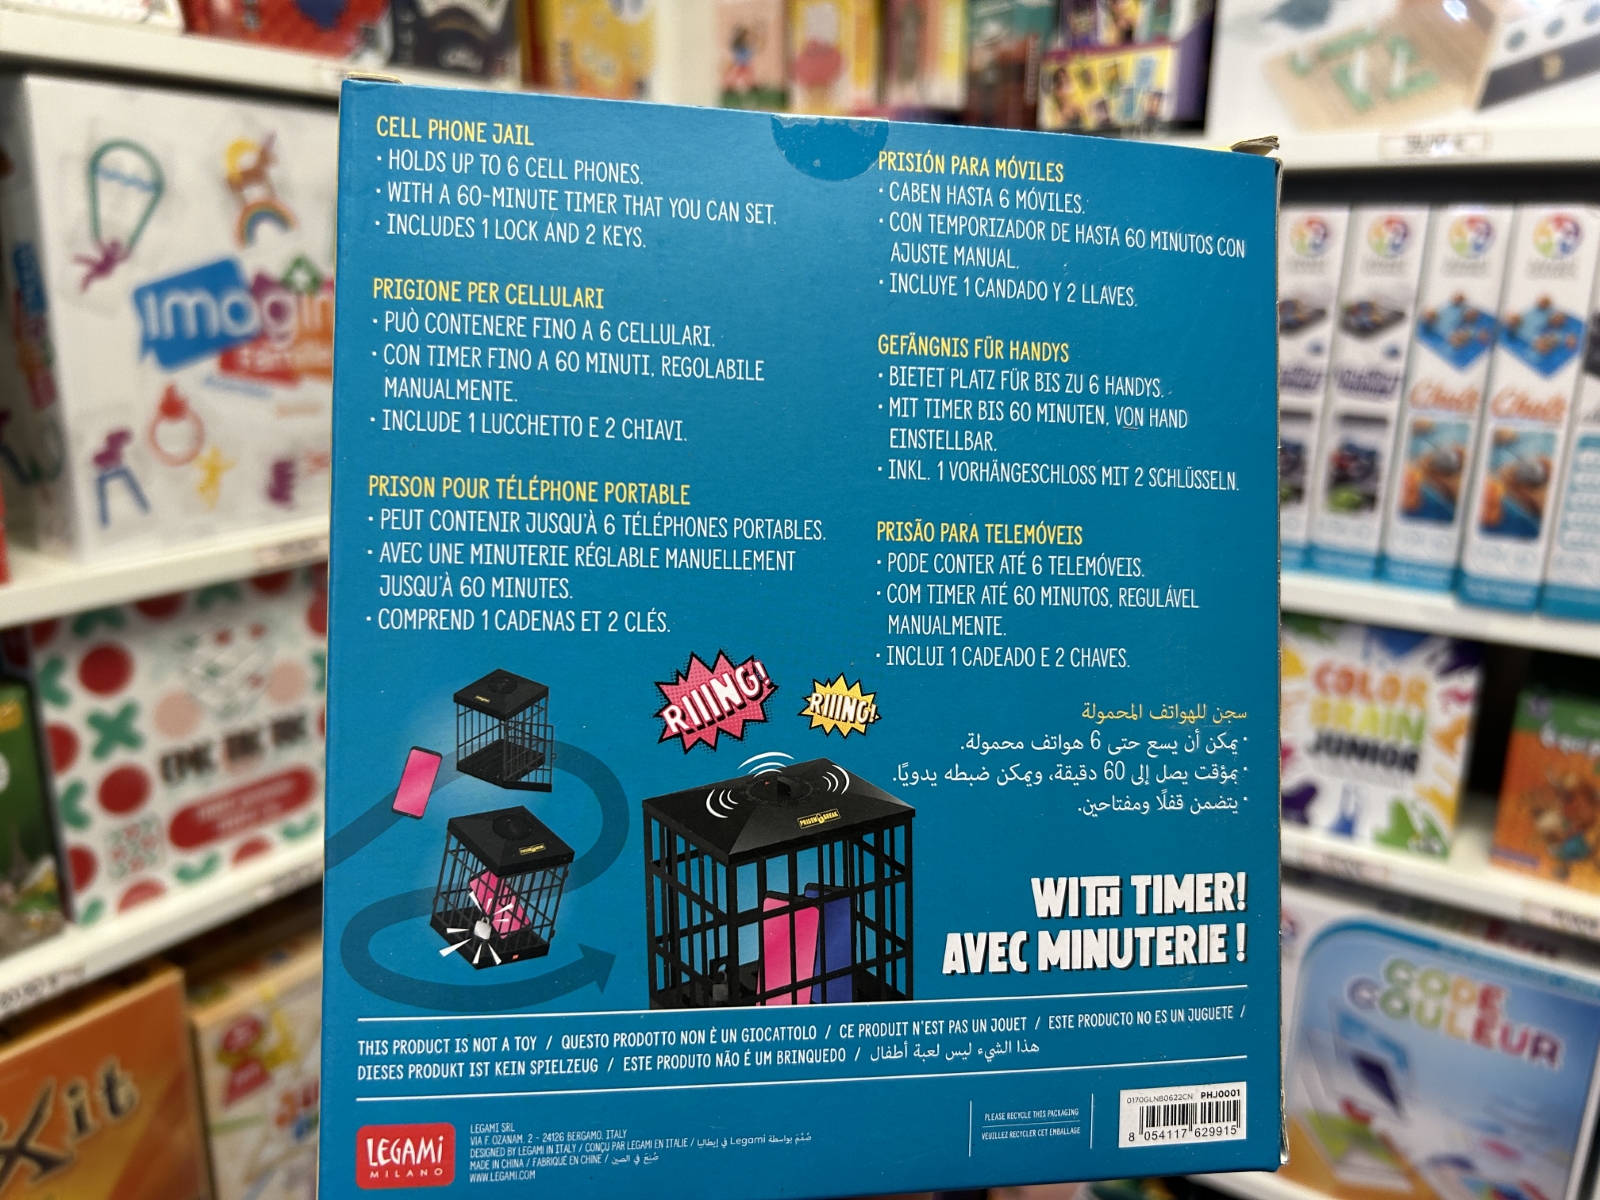 CELL PHONE JAIL
• HOLDS UP TO 6 CELL PHONES.
• WITH A 60-MINUTE TIMER THAT YOU CAN SET.
• INCLUDES 1 LOCK AND 2 KEYS.
PRIGIONE PER CELLULARI
• PUÒ CONTENERE FINO A 6 CELLULARI.
• CON TIMER FINO A 60 MINUTI, REGOLABILE
MANUALMENTE.
• INCLUDE 1 LUCCHETTO E 2 CHIAVI.
PRISON POUR TÉLÉPHONE PORTABLE
• PEUT CONTENIR JUSQU'À 6 TÉLÉPHONES PORTABLES.
• AVEC UNE MINUTERIE RÉGLABLE MANUELLEMENT
JUSQU'À 60 MINUTES.
• COMPREND 1 CADENAS ET 2 CLÉS.
PRISIÓN PARA MÓVILES
• CABEN HASTA 6 MÓVILES.
• CON TEMPORIZADOR DE HASTA 60 MINUTOS CON
AJUSTE MANUAL.
• INCLUYE 1 CANDADO Y 2 LLAVES.
GEFÄNGNIS FÜR HANDYS
• BIETET PLATZ FÜR BIS ZU 6 HANDYS.
• MIT TIMER BIS 60 MINUTEN, VON HAND
EINSTELLBAR.
• INKL. 1 VORHÄNGESCHLOSS MIT 2 SCHLÜSSELN.
PRISÃO PARA TELEMÓVEIS
• PODE CONTER ATÉ 6 TELEMÓVEIS.
• COM TIMER ATÉ 60 MINUTOS, REGULÁVEL
MANUALMENTE.
• INCLUI 1 CADEADO E 2 CHAVES.
سجن للهواتف المحمولة
• يمكن أن يسع حتى 6 هواتف محمولة.
• بمؤقت يصل إلى 60 دقيقة، ويمكن ضبطه يدويًا.
• يتضمن قفلًا ومفتاحين.
RIIING!
RIIING!
PRISON BREAK
WITH TIMER!
AVEC MINUTERIE !
THIS PRODUCT IS NOT A TOY / QUESTO PRODOTTO NON È UN GIOCATTOLO / CE PRODUIT N'EST PAS UN JOUET / ESTE PRODUCTO NO ES UN JUGUETE /
DIESES PRODUKT IST KEIN SPIELZEUG / ESTE PRODUTO NÃO É UM BRINQUEDO / هذا الشيء ليس لعبة أطفال
LEGAMI
MILANO
LEGAMI SRL
VIA F. OZANAM, 2 - 24126 BERGAMO, ITALY
DESIGNED BY LEGAMI IN ITALY / CONÇU PAR LEGAMI EN ITALIE / صُمّمَ بواسطة Legami في إيطاليا
MADE IN CHINA / FABRIQUÉ EN CHINE / صُنِعَ في الصين
WWW.LEGAMI.COM
PLEASE RECYCLE THIS PACKAGING
VEUILLEZ RECYCLER CET EMBALLAGE
0170GLNB0622CN PHJ0001
8 054117 629915
Imagin
COLOR
BRAIN
JUNIOR
CODE
COULEUR
Xit